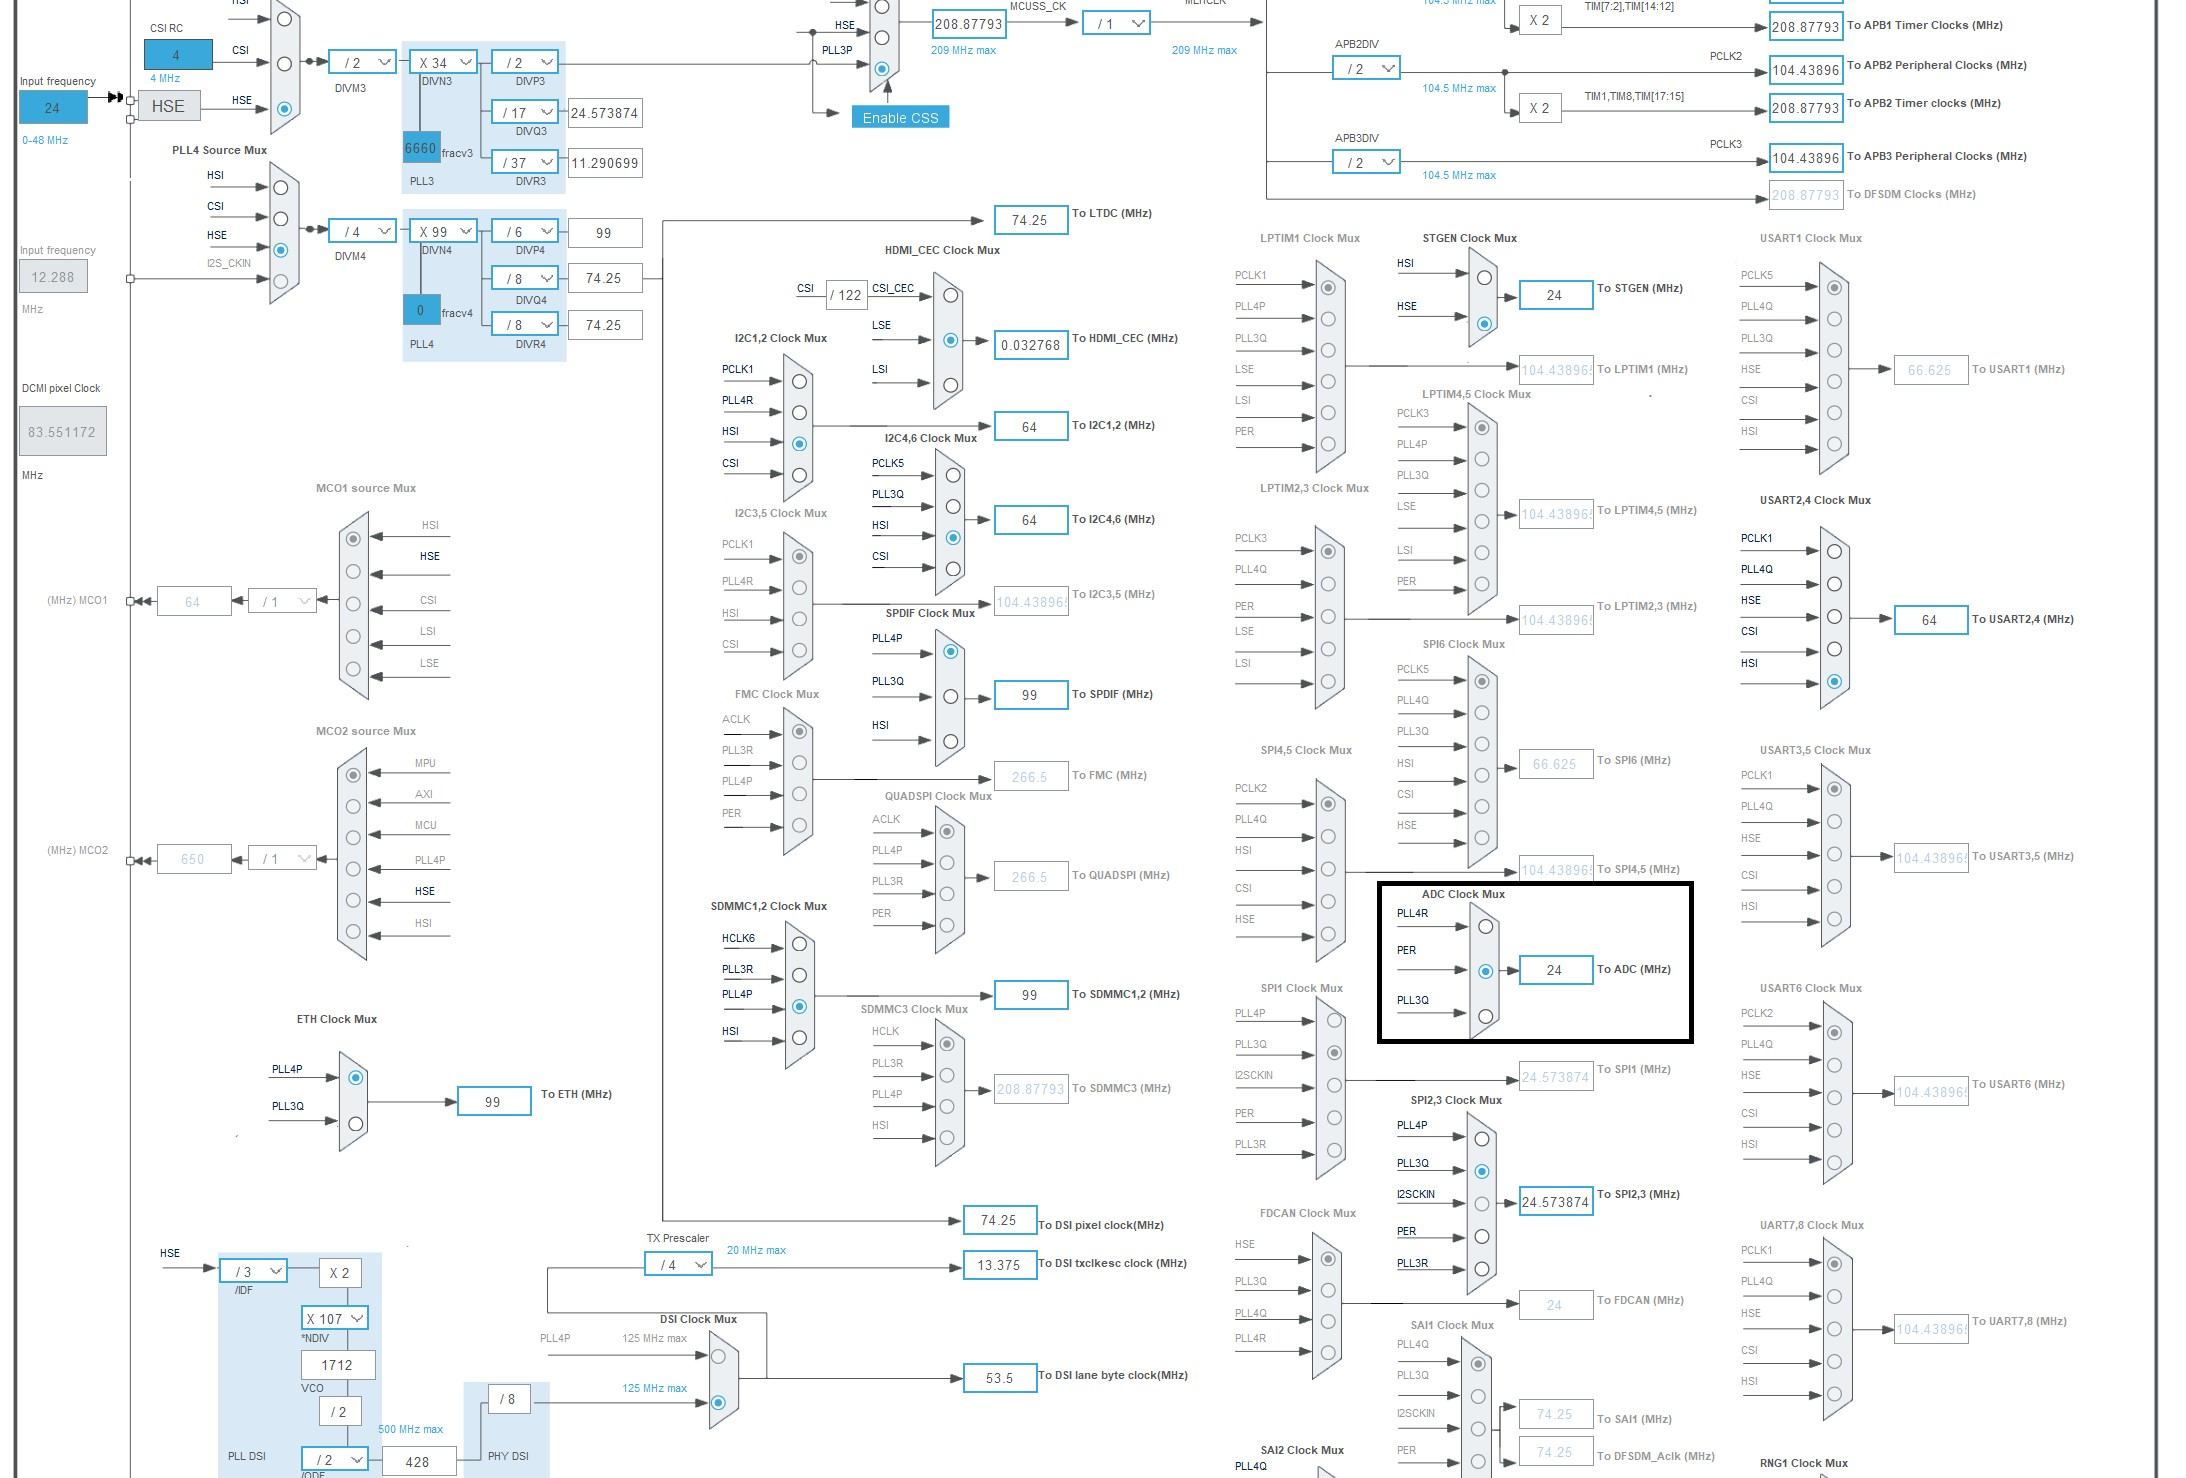 HSI
CSI RC
4
4 MHz
CSI
HSE
Input frequency
24
0-48 MHz
HSE
/ 2
DIVM3
X 34
DIVN3
/ 2
DIVP3
/ 17
24.573874
DIVQ3
6660
fracv3
/ 37
11.290699
DIVR3
PLL3
HSE
PLL3P
Enable CSS
MCUSS_CK
208.87793
209 MHz max
/ 1
209 MHz max
X 2
TIM[7:2],TIM[14:12]
208.87793
To APB1 Timer Clocks (MHz)
APB2DIV
/ 2
104.5 MHz max
PCLK2
104.43896
To APB2 Peripheral Clocks (MHz)
X 2
TIM1,TIM8,TIM[17:15]
208.87793
To APB2 Timer clocks (MHz)
APB3DIV
/ 2
104.5 MHz max
PCLK3
104.43896
To APB3 Peripheral Clocks (MHz)
208.87793
To DFSDM Clocks (MHz)
PLL4 Source Mux
HSI
CSI
HSE
I2S_CKIN
Input frequency
12.288
MHz
/ 4
DIVM4
X 99
DIVN4
/ 6
99
DIVP4
/ 8
74.25
DIVQ4
0
fracv4
/ 8
74.25
DIVR4
PLL4
DCMI pixel Clock
83.551172
MHz
74.25
To LTDC (MHz)
HDMI_CEC Clock Mux
CSI
/ 122
CSI_CEC
LSE
LSI
0.032768
To HDMI_CEC (MHz)
I2C1,2 Clock Mux
PCLK1
PLL4R
HSI
CSI
64
To I2C1,2 (MHz)
I2C4,6 Clock Mux
PCLK5
PLL3Q
HSI
CSI
64
To I2C4,6 (MHz)
I2C3,5 Clock Mux
PCLK1
PLL4R
HSI
CSI
104.438965
To I2C3,5 (MHz)
SPDIF Clock Mux
PLL4P
PLL3Q
HSI
99
To SPDIF (MHz)
FMC Clock Mux
ACLK
PLL3R
PLL4P
PER
266.5
To FMC (MHz)
QUADSPI Clock Mux
ACLK
PLL4P
PLL3R
PER
266.5
To QUADSPI (MHz)
SDMMC1,2 Clock Mux
HCLK6
PLL3R
PLL4P
HSI
99
To SDMMC1,2 (MHz)
SDMMC3 Clock Mux
HCLK
PLL3R
PLL4P
HSI
208.87793
To SDMMC3 (MHz)
MCO1 source Mux
HSI
HSE
CSI
LSI
LSE
(MHz) MCO1
64
/ 1
MCO2 source Mux
MPU
AXI
MCU
PLL4P
HSE
HSI
(MHz) MCO2
650
/ 1
ETH Clock Mux
PLL4P
PLL3Q
99
To ETH (MHz)
74.25
To DSI pixel clock(MHz)
TX Prescaler
/ 4
20 MHz max
13.375
To DSI txclkesc clock (MHz)
DSI Clock Mux
PLL4P
125 MHz max
125 MHz max
53.5
To DSI lane byte clock(MHz)
HSE
/ 3
/IDF
X 2
X 107
*NDIV
1712
VCO
/ 2
500 MHz max
PLL DSI
/ 2
/ODF
428
/ 8
PHY DSI
LPTIM1 Clock Mux
PCLK1
PLL4P
PLL3Q
LSE
LSI
PER
104.438965
To LPTIM1 (MHz)
STGEN Clock Mux
HSI
HSE
24
To STGEN (MHz)
LPTIM4,5 Clock Mux
PCLK3
PLL4P
PLL3Q
LSE
LSI
PER
104.438965
To LPTIM4,5 (MHz)
LPTIM2,3 Clock Mux
PCLK3
PLL4Q
PER
LSE
LSI
104.438965
To LPTIM2,3 (MHz)
SPI6 Clock Mux
PCLK5
PLL4Q
PLL3Q
HSI
CSI
HSE
66.625
To SPI6 (MHz)
SPI4,5 Clock Mux
PCLK2
PLL4Q
HSI
CSI
HSE
104.438965
To SPI4,5 (MHz)
ADC Clock Mux
PLL4R
PER
PLL3Q
24
To ADC (MHz)
SPI1 Clock Mux
PLL4P
PLL3Q
I2SCKIN
PER
PLL3R
24.573874
To SPI1 (MHz)
SPI2,3 Clock Mux
PLL4P
PLL3Q
I2SCKIN
PER
PLL3R
24.573874
To SPI2,3 (MHz)
FDCAN Clock Mux
HSE
PLL3Q
PLL4Q
PLL4R
24
To FDCAN (MHz)
SAI1 Clock Mux
PLL4Q
PLL3Q
I2SCKIN
PER
74.25
To SAI1 (MHz)
74.25
To DFSDM_Aclk (MHz)
SAI2 Clock Mux
PLL4Q
USART1 Clock Mux
PCLK5
PLL4Q
PLL3Q
HSE
CSI
HSI
66.625
To USART1 (MHz)
USART2,4 Clock Mux
PCLK1
PLL4Q
HSE
CSI
HSI
64
To USART2,4 (MHz)
USART3,5 Clock Mux
PCLK1
PLL4Q
HSE
CSI
HSI
104.438965
To USART3,5 (MHz)
USART6 Clock Mux
PCLK2
PLL4Q
HSE
CSI
HSI
104.438965
To USART6 (MHz)
UART7,8 Clock Mux
PCLK1
PLL4Q
HSE
CSI
HSI
104.438965
To UART7,8 (MHz)
RNG1 Clock Mux